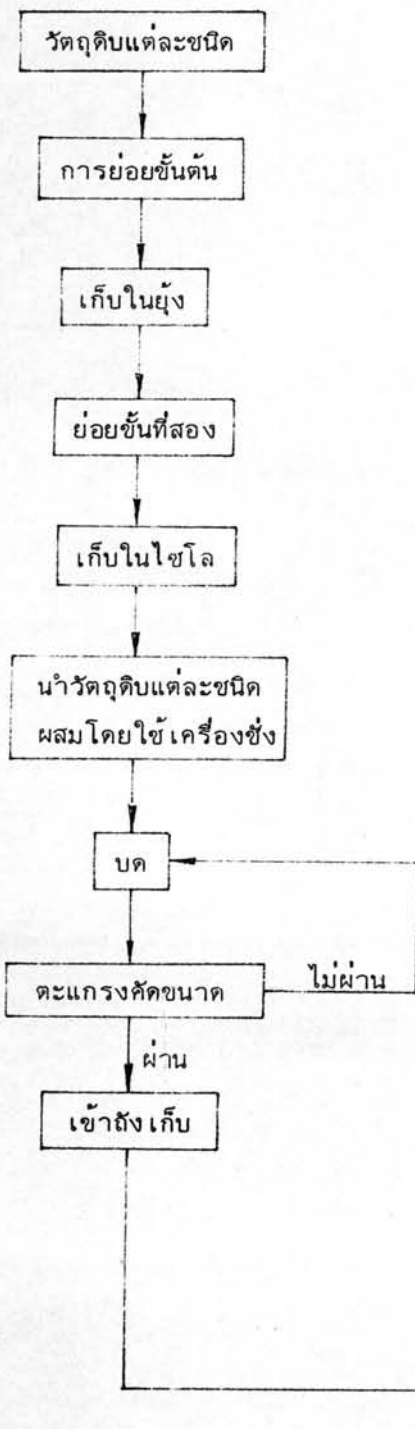 วัตถุดิบแต่ละชนิด
การย่อยขั้นต้น
เก็บในยุ้ง
ย่อยขั้นที่สอง
เก็บในไซโล
นำวัตถุดิบแต่ละชนิด
ผสมโดยใช้เครื่องชั่ง
บด
ตะแกรงคัดขนาด
ไม่ผ่าน
ผ่าน
เข้าถังเก็บ